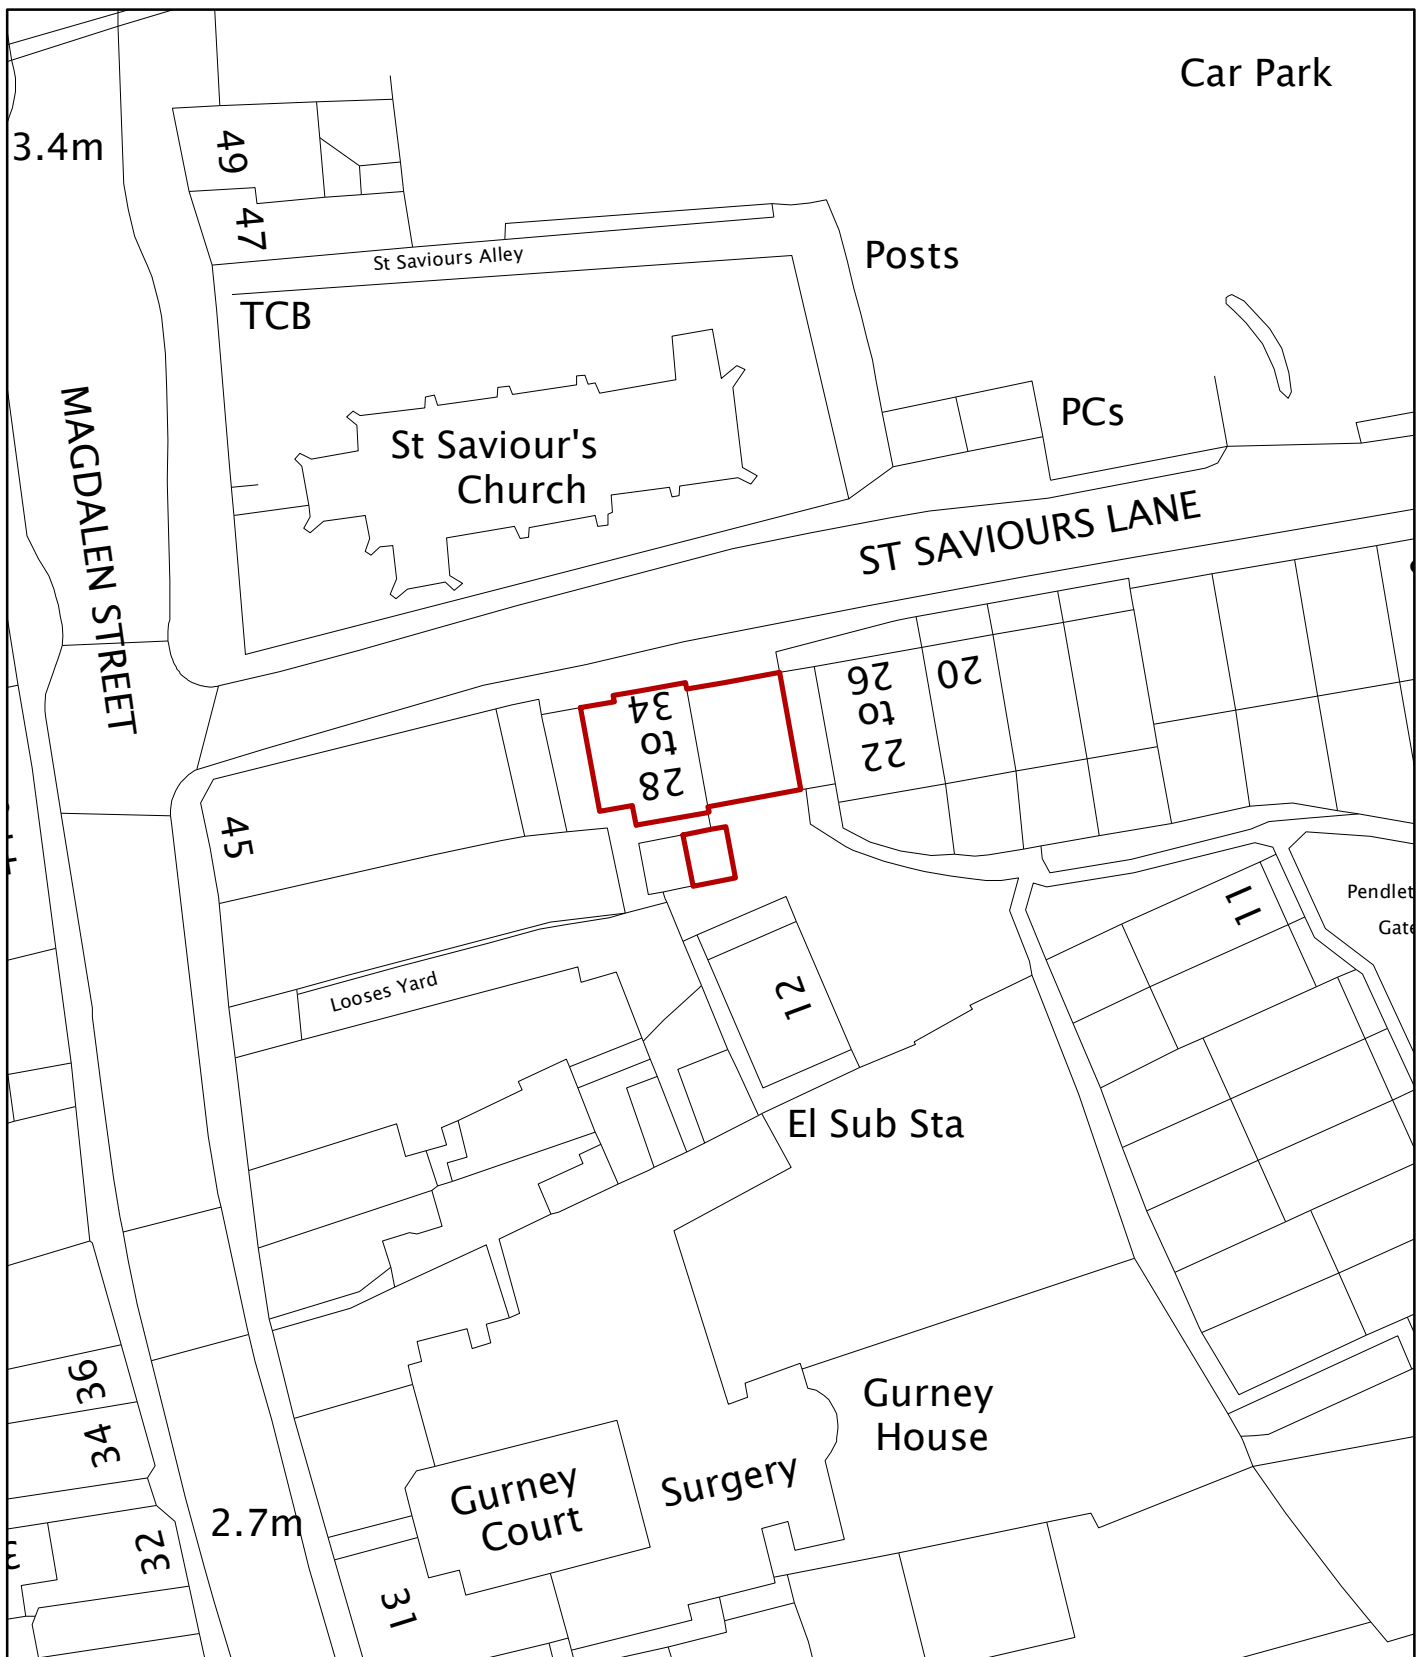 Car Park
3.4m
49
47
St Saviours Alley
Posts
TCB
PCs
St Saviour's
Church
MAGDALEN STREET
ST SAVIOURS LANE
34
to
28
26
to
22
20
45
11
Pendlet
Gate
Looses Yard
12
El Sub Sta
36
34
Gurney
House
Surgery
Gurney
Court
2.7m
32
3
31